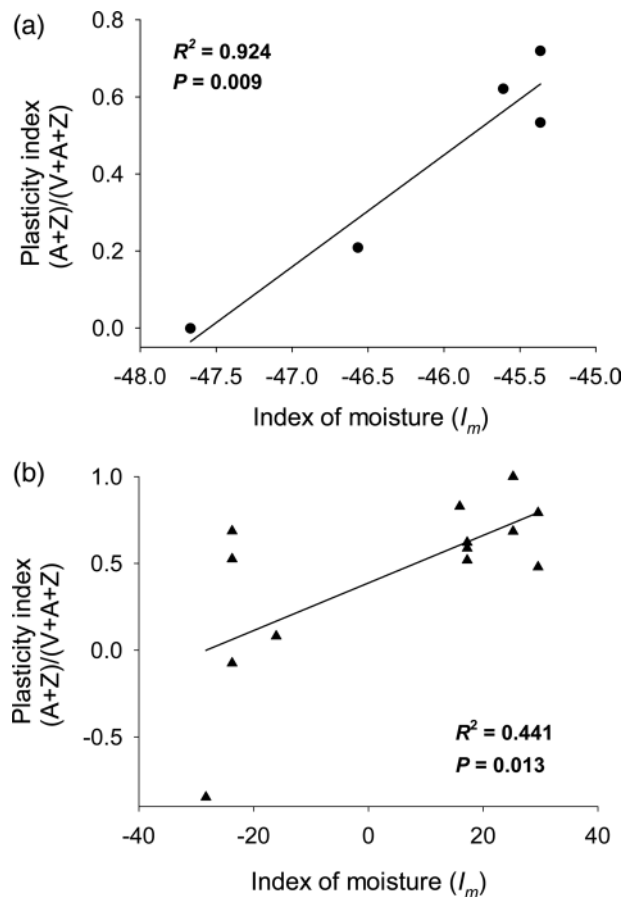 (a)
R² = 0.924
P = 0.009
Plasticity index
(A+Z)/(V+A+Z)
0.8
0.6
0.4
0.2
0.0
-48.0 -47.5 -47.0 -46.5 -46.0 -45.5 -45.0
Index of moisture (Im)
(b)
R² = 0.441
P = 0.013
Plasticity index
(A+Z)/(V+A+Z)
1.0
0.5
0.0
-0.5
-40 -20 0 20 40
Index of moisture (Im)